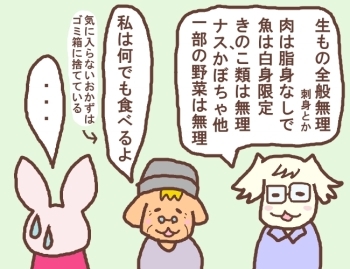 生もの全般無理
刺身とか
肉は脂身なしで
魚は白身限定
きのこ類は無理
ナス、かぼちゃ他
一部の野菜は無理
私は何でも食べるよ
気に入らないおかずは
ゴミ箱に捨てている
・・・